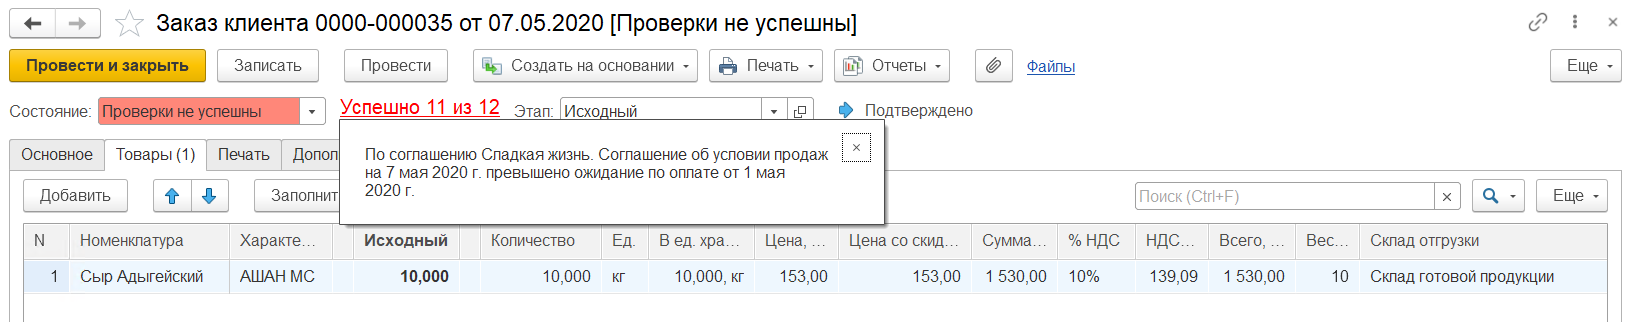 Заказ клиента 0000-000035 от 07.05.2020 [Проверки не успешны]
Провести и закрыть Записать Провести Создать на основании Печать Отчеты Файлы Еще
Состояние: Проверки не успешны Успешно 11 из 12 Этап: Исходный Подтверждено
Основное Товары (1) Печать Допол
По соглашению Сладкая жизнь. Соглашение об условии продаж
на 7 мая 2020 г. превышено ожидание по оплате от 1 мая
2020 г.
Добавить Заполнит Поиск (Ctrl+F) Еще
N Номенклатура Характе... Исходный Количество Ед. В ед. хра... Цена, ... Цена со скид... Сумма... % НДС НДС... Всего, ... Вес... Склад отгрузки
1 Сыр Адыгейский АШАН МС 10,000 10,000 кг 10,000, кг 153,00 153,00 1 530,00 10% 139,09 1 530,00 10 Склад готовой продукции